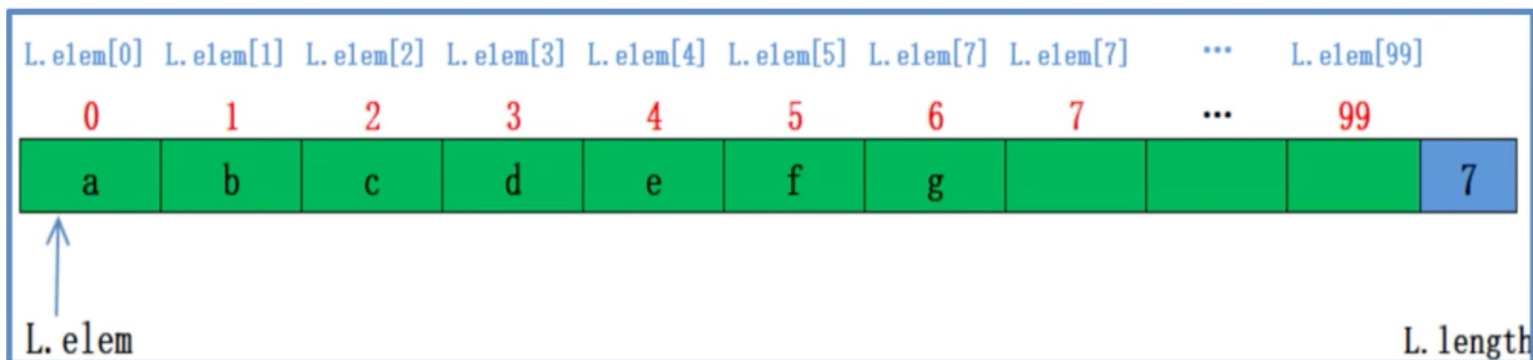 L.elem[0] L.elem[1] L.elem[2] L.elem[3] L.elem[4] L.elem[5] L.elem[7] L.elem[7] ... L.elem[99]
0 1 2 3 4 5 6 7 ... 99
a b c d e f g 7
L.elem L.length